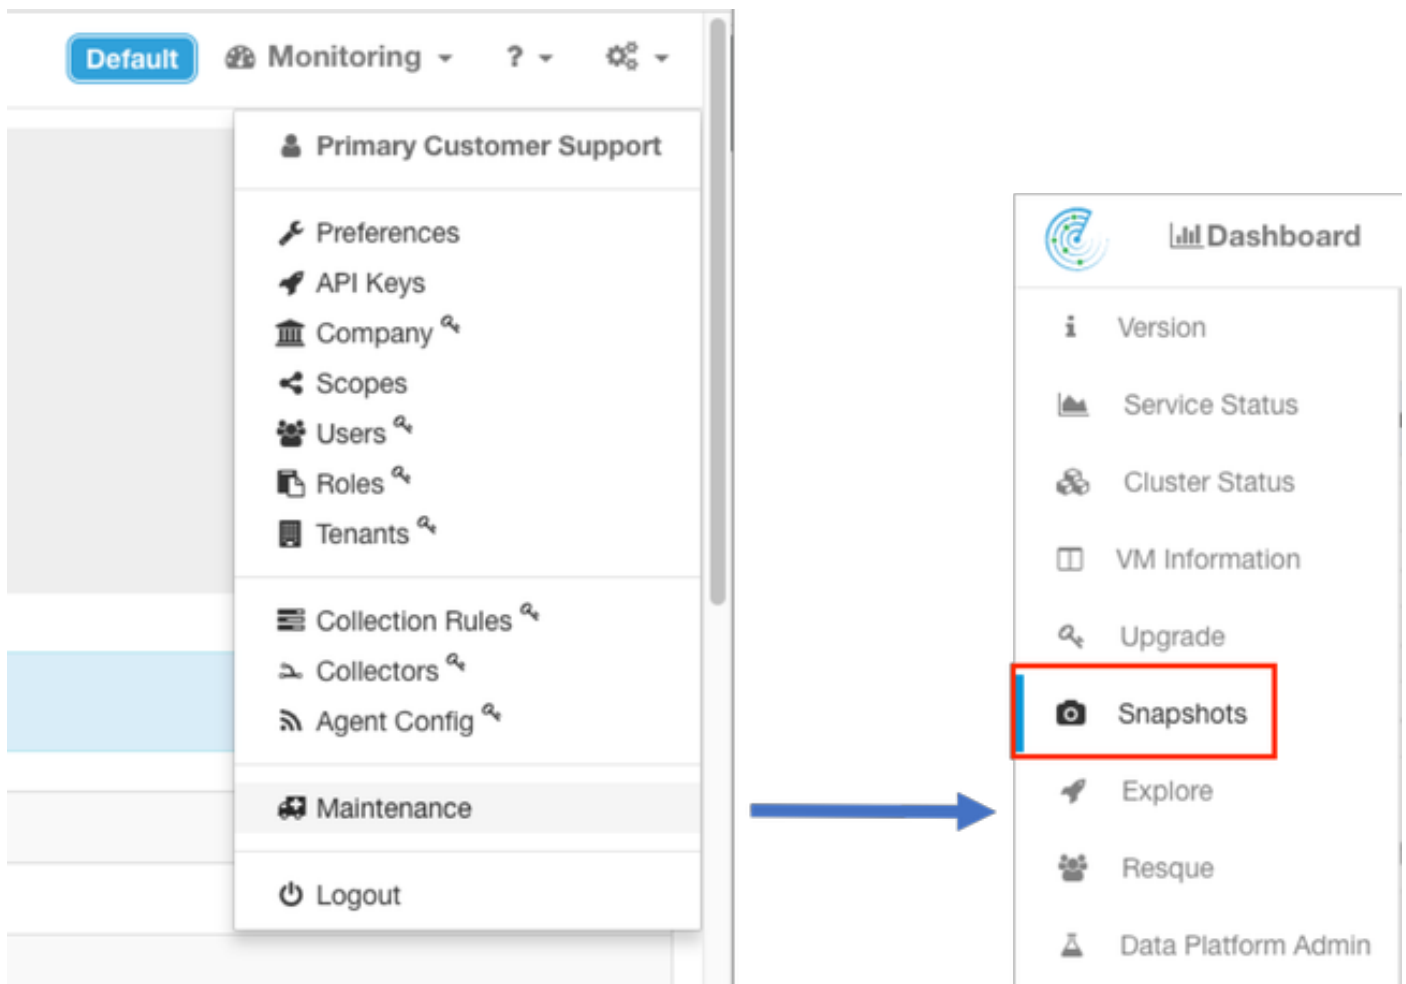 Default Monitoring ?
Primary Customer Support
Preferences
API Keys
Company
Scopes
Users
Roles
Tenants
Collection Rules
Collectors
Agent Config
Maintenance
Logout
Dashboard
Version
Service Status
Cluster Status
VM Information
Upgrade
Snapshots
Explore
Resque
Data Platform Admin